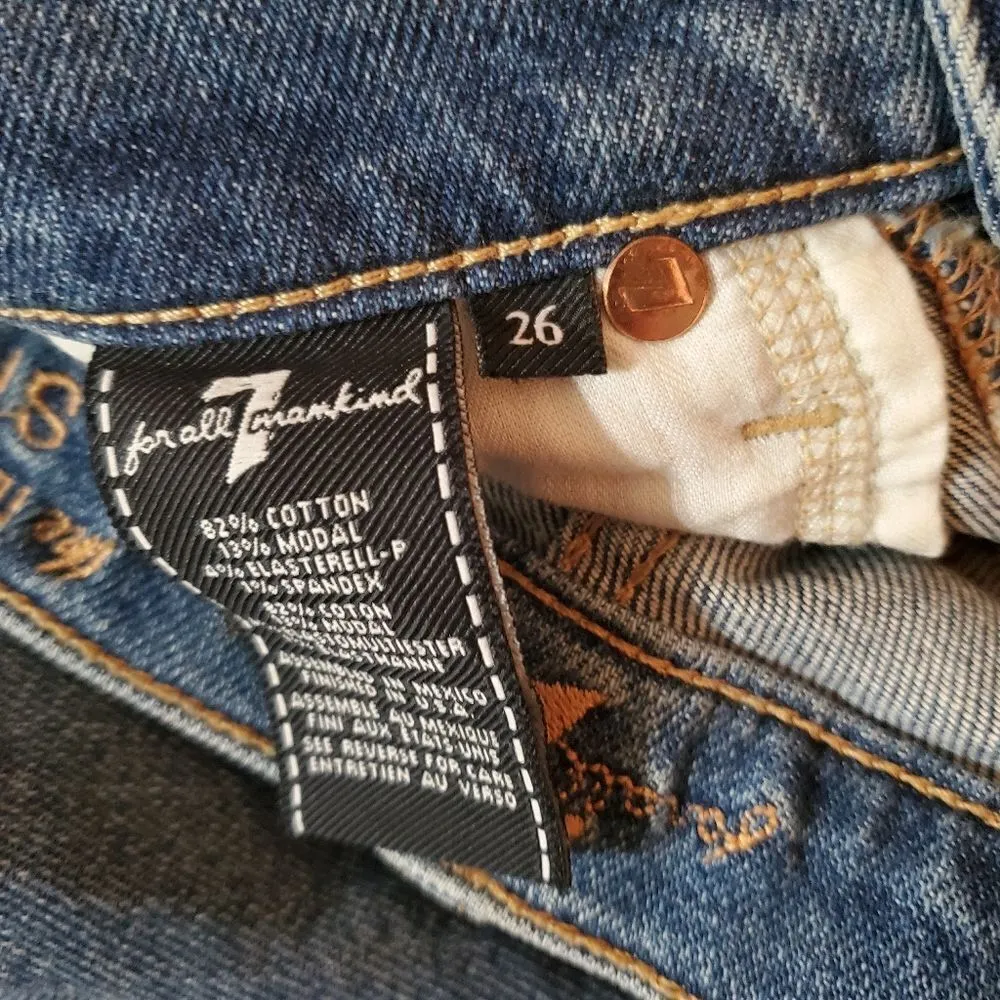 26
for all 7 mankind
82% COTTON
13% MODAL
4% ELASTERELL-P
1% SPANDEX
82% COTON
MODAL
ASSEMBLED IN MEXICO
FINISHED IN U.S.A.
ASSEMBLE AU MEXIQUE
FINI AUX ETATS-UNIS
SEE REVERSE FOR CARE
ENTRETIEN AU VERSO